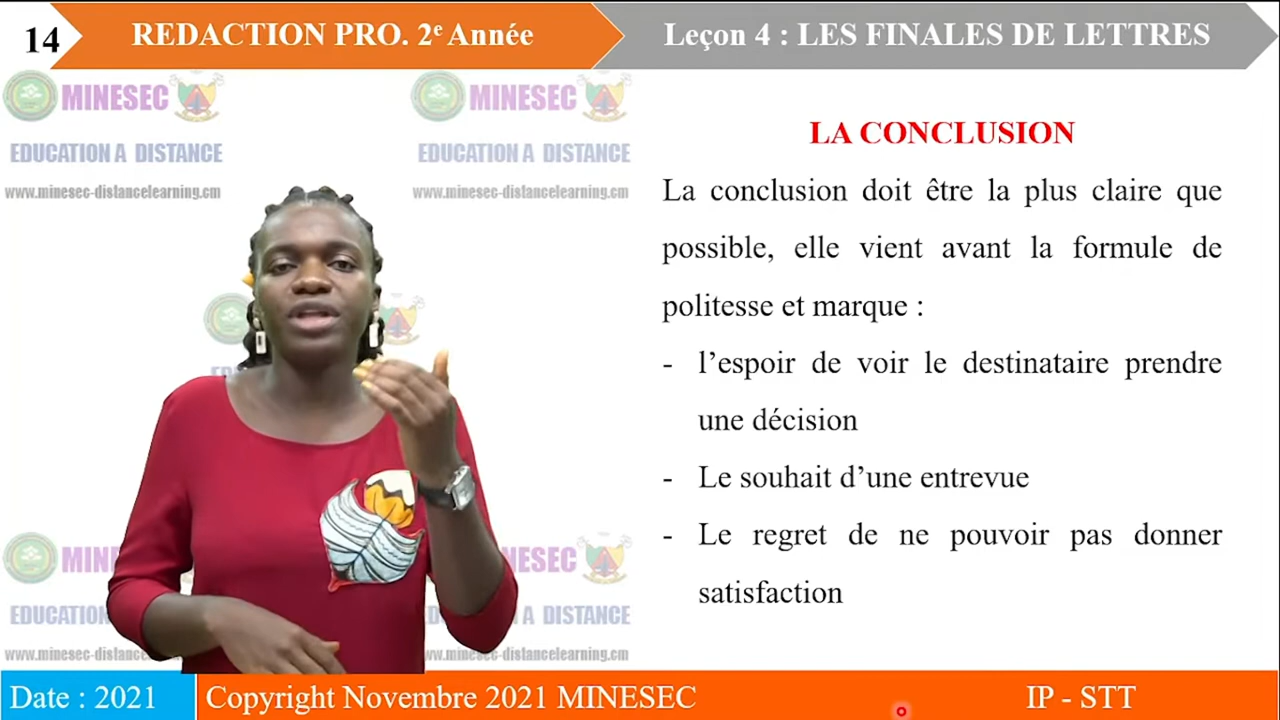 14
REDACTION PRO. 2e Année
Leçon 4 : LES FINALES DE LETTRES
MINESEC
MINESEC
EDUCATION A DISTANCE
EDUCATION A DISTANCE
www.minesec-distancelearning.cm
www.minesec-distancelearning.cm
LA CONCLUSION
La conclusion doit être la plus claire que
possible, elle vient avant la formule de
politesse et marque :
- l’espoir de voir le destinataire prendre
une décision
- Le souhait d’une entrevue
- Le regret de ne pouvoir pas donner
satisfaction
EDUCATION
DISTANCE
Date : 2021
Copyright Novembre 2021 MINESEC
IP - STT